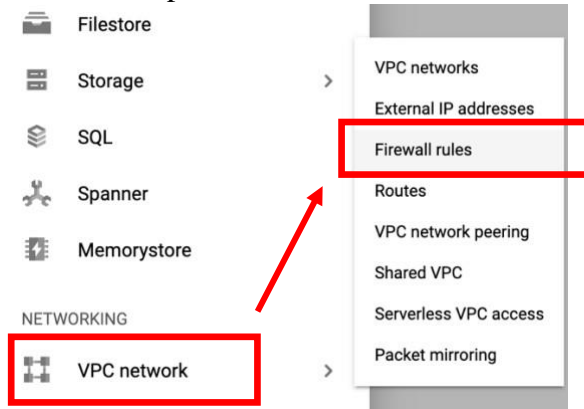 Filestore
Storage
SQL
Spanner
Memorystore
NETWORKING
VPC network
VPC networks
External IP addresses
Firewall rules
Routes
VPC network peering
Shared VPC
Serverless VPC access
Packet mirroring